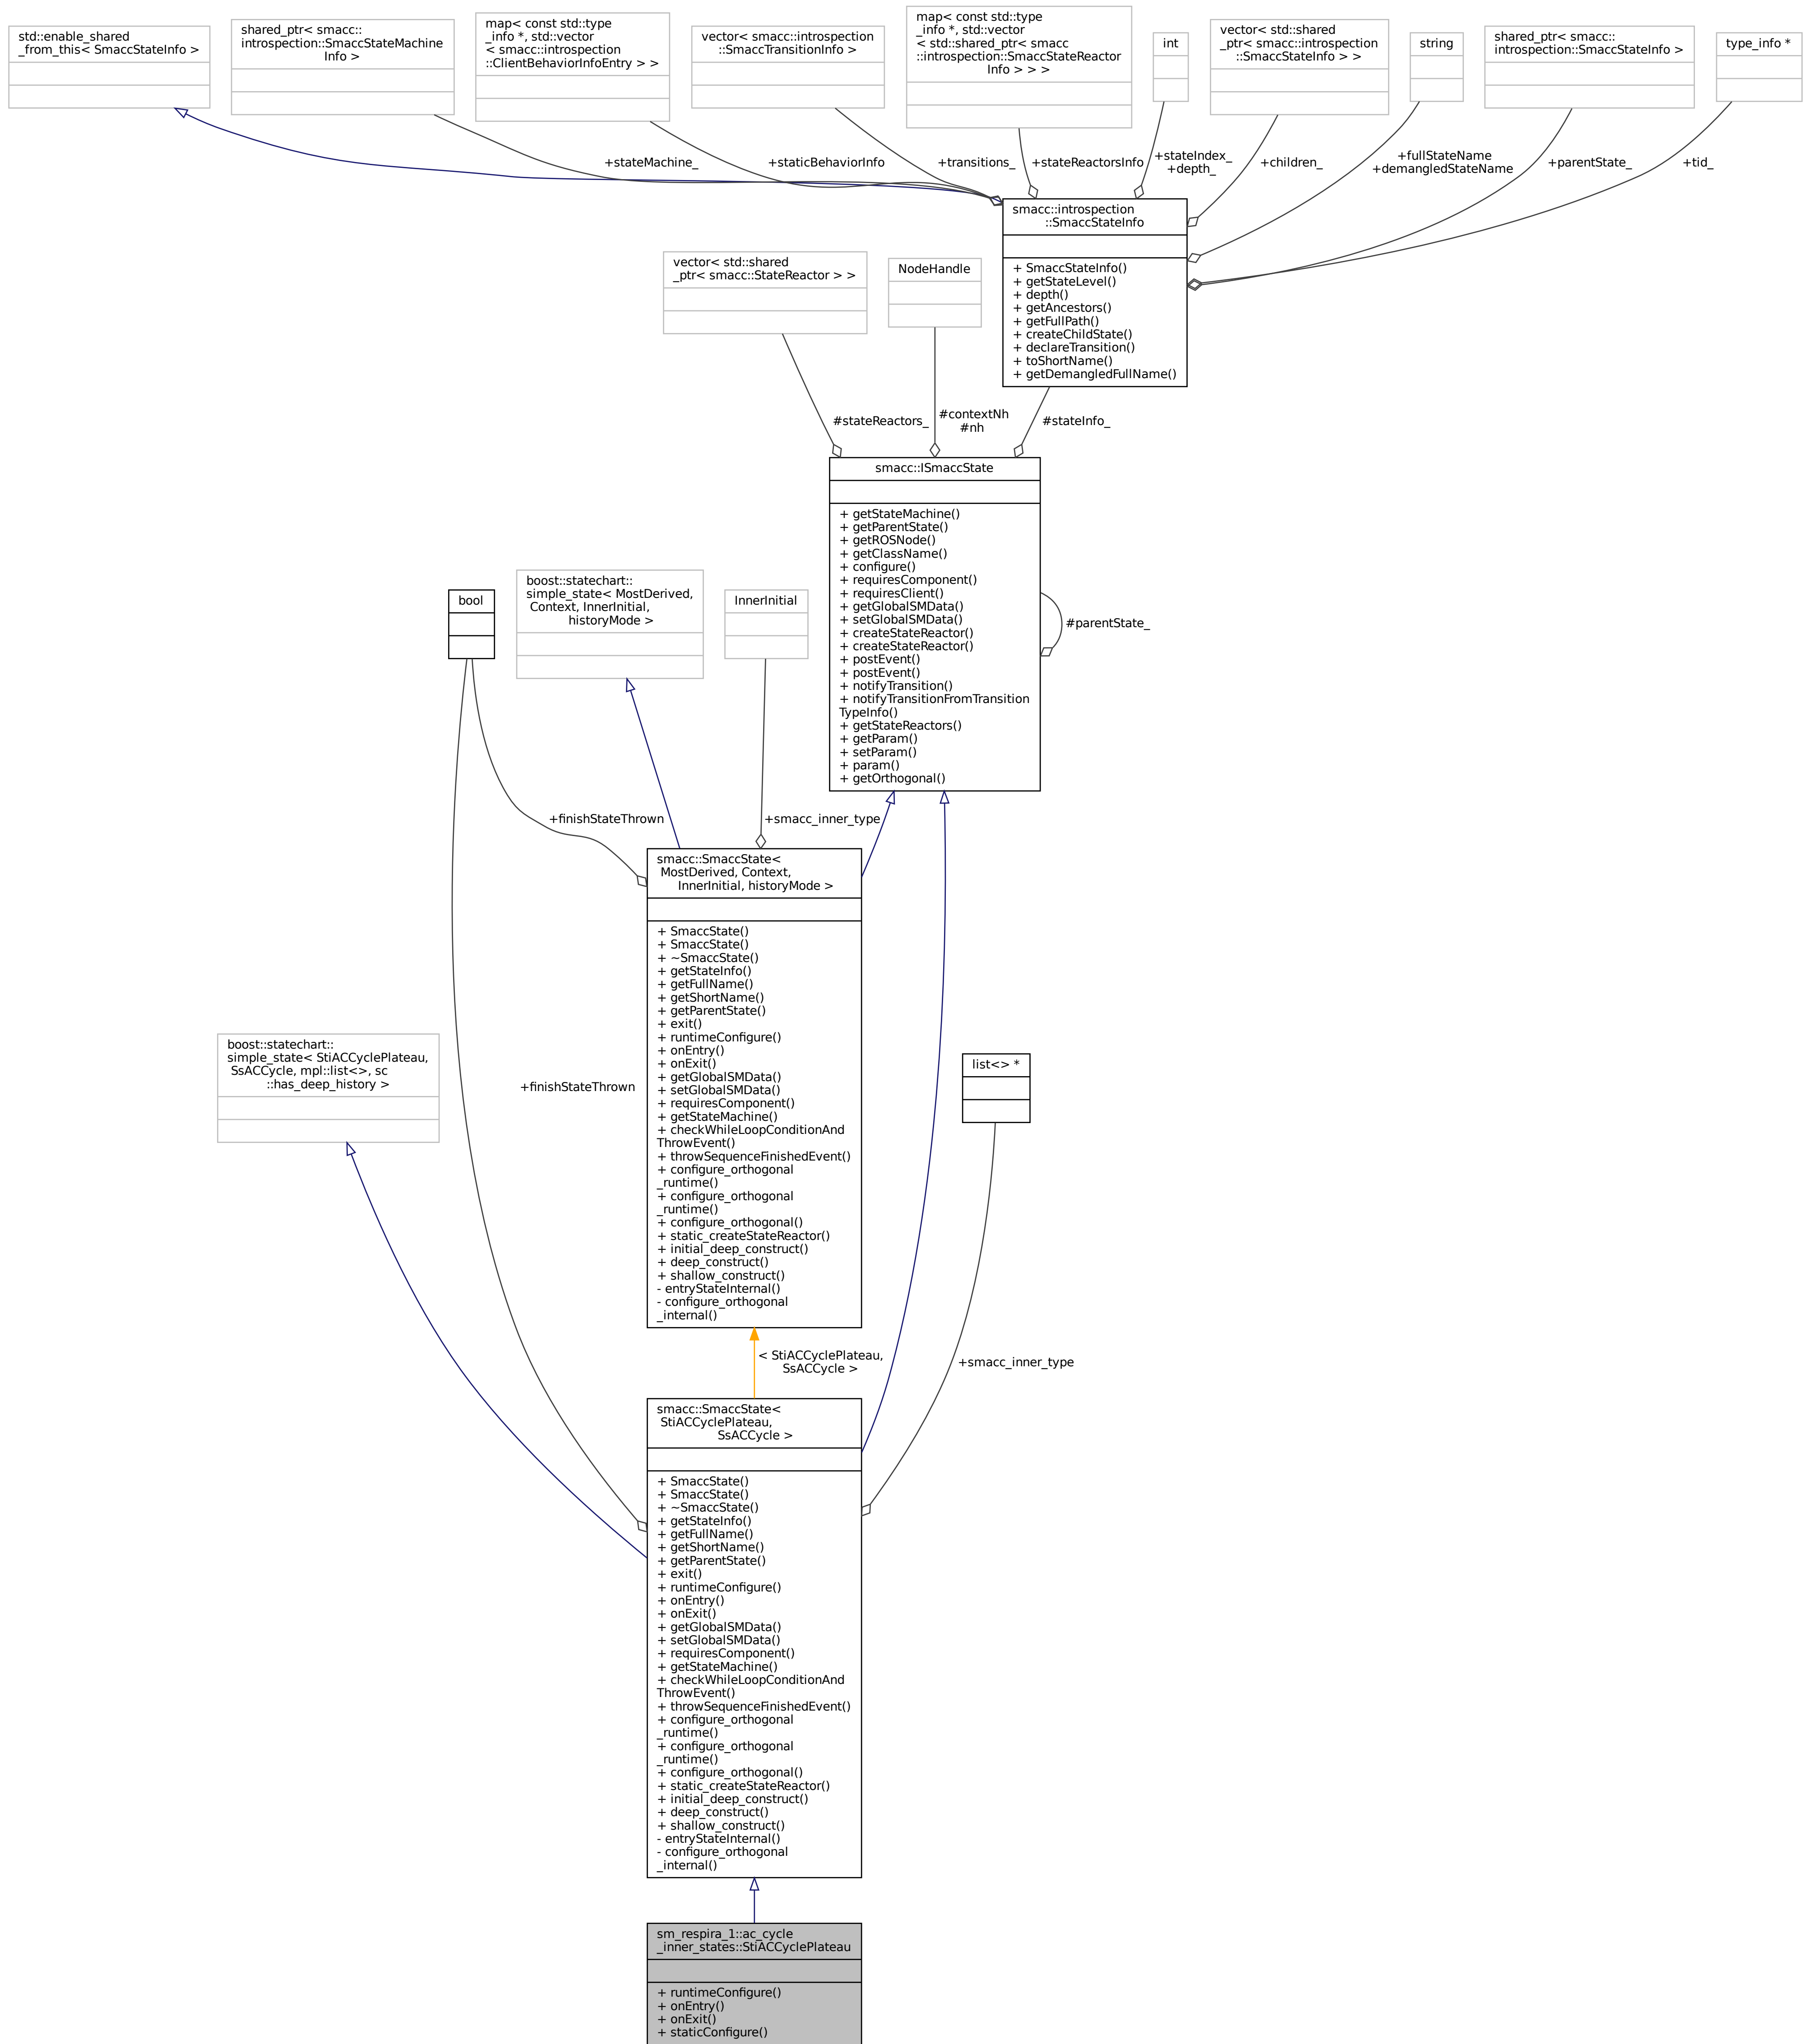 std::enable_shared
_from_this< SmaccStateInfo >
shared_ptr< smacc::
introspection::SmaccStateMachine
Info >
map< const std::type
_info *, std::vector
< smacc::introspection
::ClientBehaviorInfoEntry > >
vector< smacc::introspection
::SmaccTransitionInfo >
map< const std::type
_info *, std::vector
< std::shared_ptr< smacc
::introspection::SmaccStateReactor
Info > > >
int
vector< std::shared
_ptr< smacc::introspection
::SmaccStateInfo > >
string
shared_ptr< smacc::
introspection::SmaccStateInfo >
type_info *
+stateMachine_
+staticBehaviorInfo
+transitions_
+stateReactorsInfo
+stateIndex_
+depth_
+children_
+fullStateName
+demangledStateName
+parentState_
+tid_
smacc::introspection
::SmaccStateInfo
+ SmaccStateInfo()
+ getStateLevel()
+ depth()
+ getAncestors()
+ getFullPath()
+ createChildState()
+ declareTransition()
+ toShortName()
+ getDemangledFullName()
vector< std::shared
_ptr< smacc::StateReactor > >
NodeHandle
#stateReactors_
#contextNh
#nh
#stateInfo_
smacc::ISmaccState
+ getStateMachine()
+ getParentState()
+ getROSNode()
+ getClassName()
+ configure()
+ requiresComponent()
+ requiresClient()
+ getGlobalSMData()
+ setGlobalSMData()
+ createStateReactor()
+ createStateReactor()
+ postEvent()
+ postEvent()
+ notifyTransition()
+ notifyTransitionFromTransition
TypeInfo()
+ getStateReactors()
+ getParam()
+ setParam()
+ param()
+ getOrthogonal()
#parentState_
bool
boost::statechart::
simple_state< MostDerived,
Context, InnerInitial,
historyMode >
InnerInitial
+finishStateThrown
+smacc_inner_type
smacc::SmaccState<
MostDerived, Context,
InnerInitial, historyMode >
+ SmaccState()
+ SmaccState()
+ ~SmaccState()
+ getStateInfo()
+ getFullName()
+ getShortName()
+ getParentState()
+ exit()
+ runtimeConfigure()
+ onEntry()
+ onExit()
+ getGlobalSMData()
+ setGlobalSMData()
+ requiresComponent()
+ getStateMachine()
+ checkWhileLoopConditionAnd
ThrowEvent()
+ throwSequenceFinishedEvent()
+ configure_orthogonal
_runtime()
+ configure_orthogonal
_runtime()
+ configure_orthogonal()
+ static_createStateReactor()
+ initial_deep_construct()
+ deep_construct()
+ shallow_construct()
- entryStateInternal()
- configure_orthogonal
_internal()
boost::statechart::
simple_state< StiACCyclePlateau,
SsACCycle, mpl::list<>, sc
::has_deep_history >
+finishStateThrown
list<> *
< StiACCyclePlateau,
SsACCycle >
+smacc_inner_type
smacc::SmaccState<
StiACCyclePlateau,
SsACCycle >
+ SmaccState()
+ SmaccState()
+ ~SmaccState()
+ getStateInfo()
+ getFullName()
+ getShortName()
+ getParentState()
+ exit()
+ runtimeConfigure()
+ onEntry()
+ onExit()
+ getGlobalSMData()
+ setGlobalSMData()
+ requiresComponent()
+ getStateMachine()
+ checkWhileLoopConditionAnd
ThrowEvent()
+ throwSequenceFinishedEvent()
+ configure_orthogonal
_runtime()
+ configure_orthogonal
_runtime()
+ configure_orthogonal()
+ static_createStateReactor()
+ initial_deep_construct()
+ deep_construct()
+ shallow_construct()
- entryStateInternal()
- configure_orthogonal
_internal()
sm_respira_1::ac_cycle
_inner_states::StiACCyclePlateau
+ runtimeConfigure()
+ onEntry()
+ onExit()
+ staticConfigure()